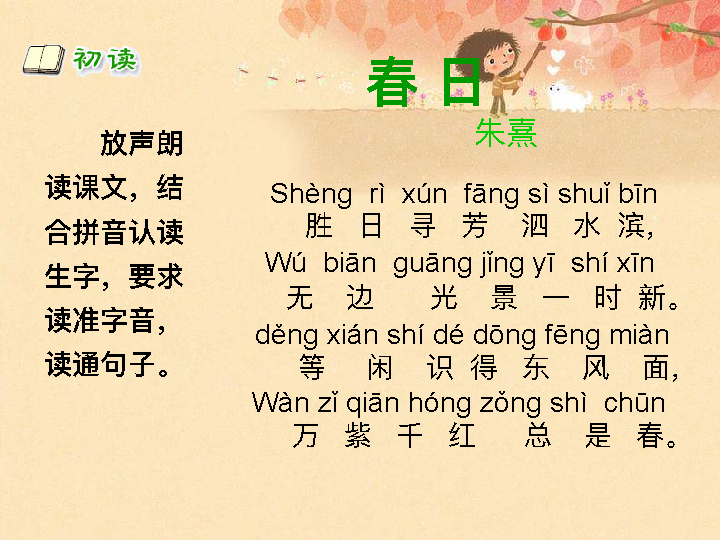 初读
放声朗
读课文，结
合拼音认读
生字，要求
读准字音，
读通句子。
春 日
朱熹
Shèng rì xún fāng sì shuǐ bīn
胜 日 寻 芳 泗 水 滨，
Wú biān guāng jǐng yī shí xīn
无 边 光 景 一 时 新。
děng xián shí dé dōng fēng miàn
等 闲 识 得 东 风 面，
Wàn zǐ qiān hóng zǒng shì chūn
万 紫 千 红 总 是 春。